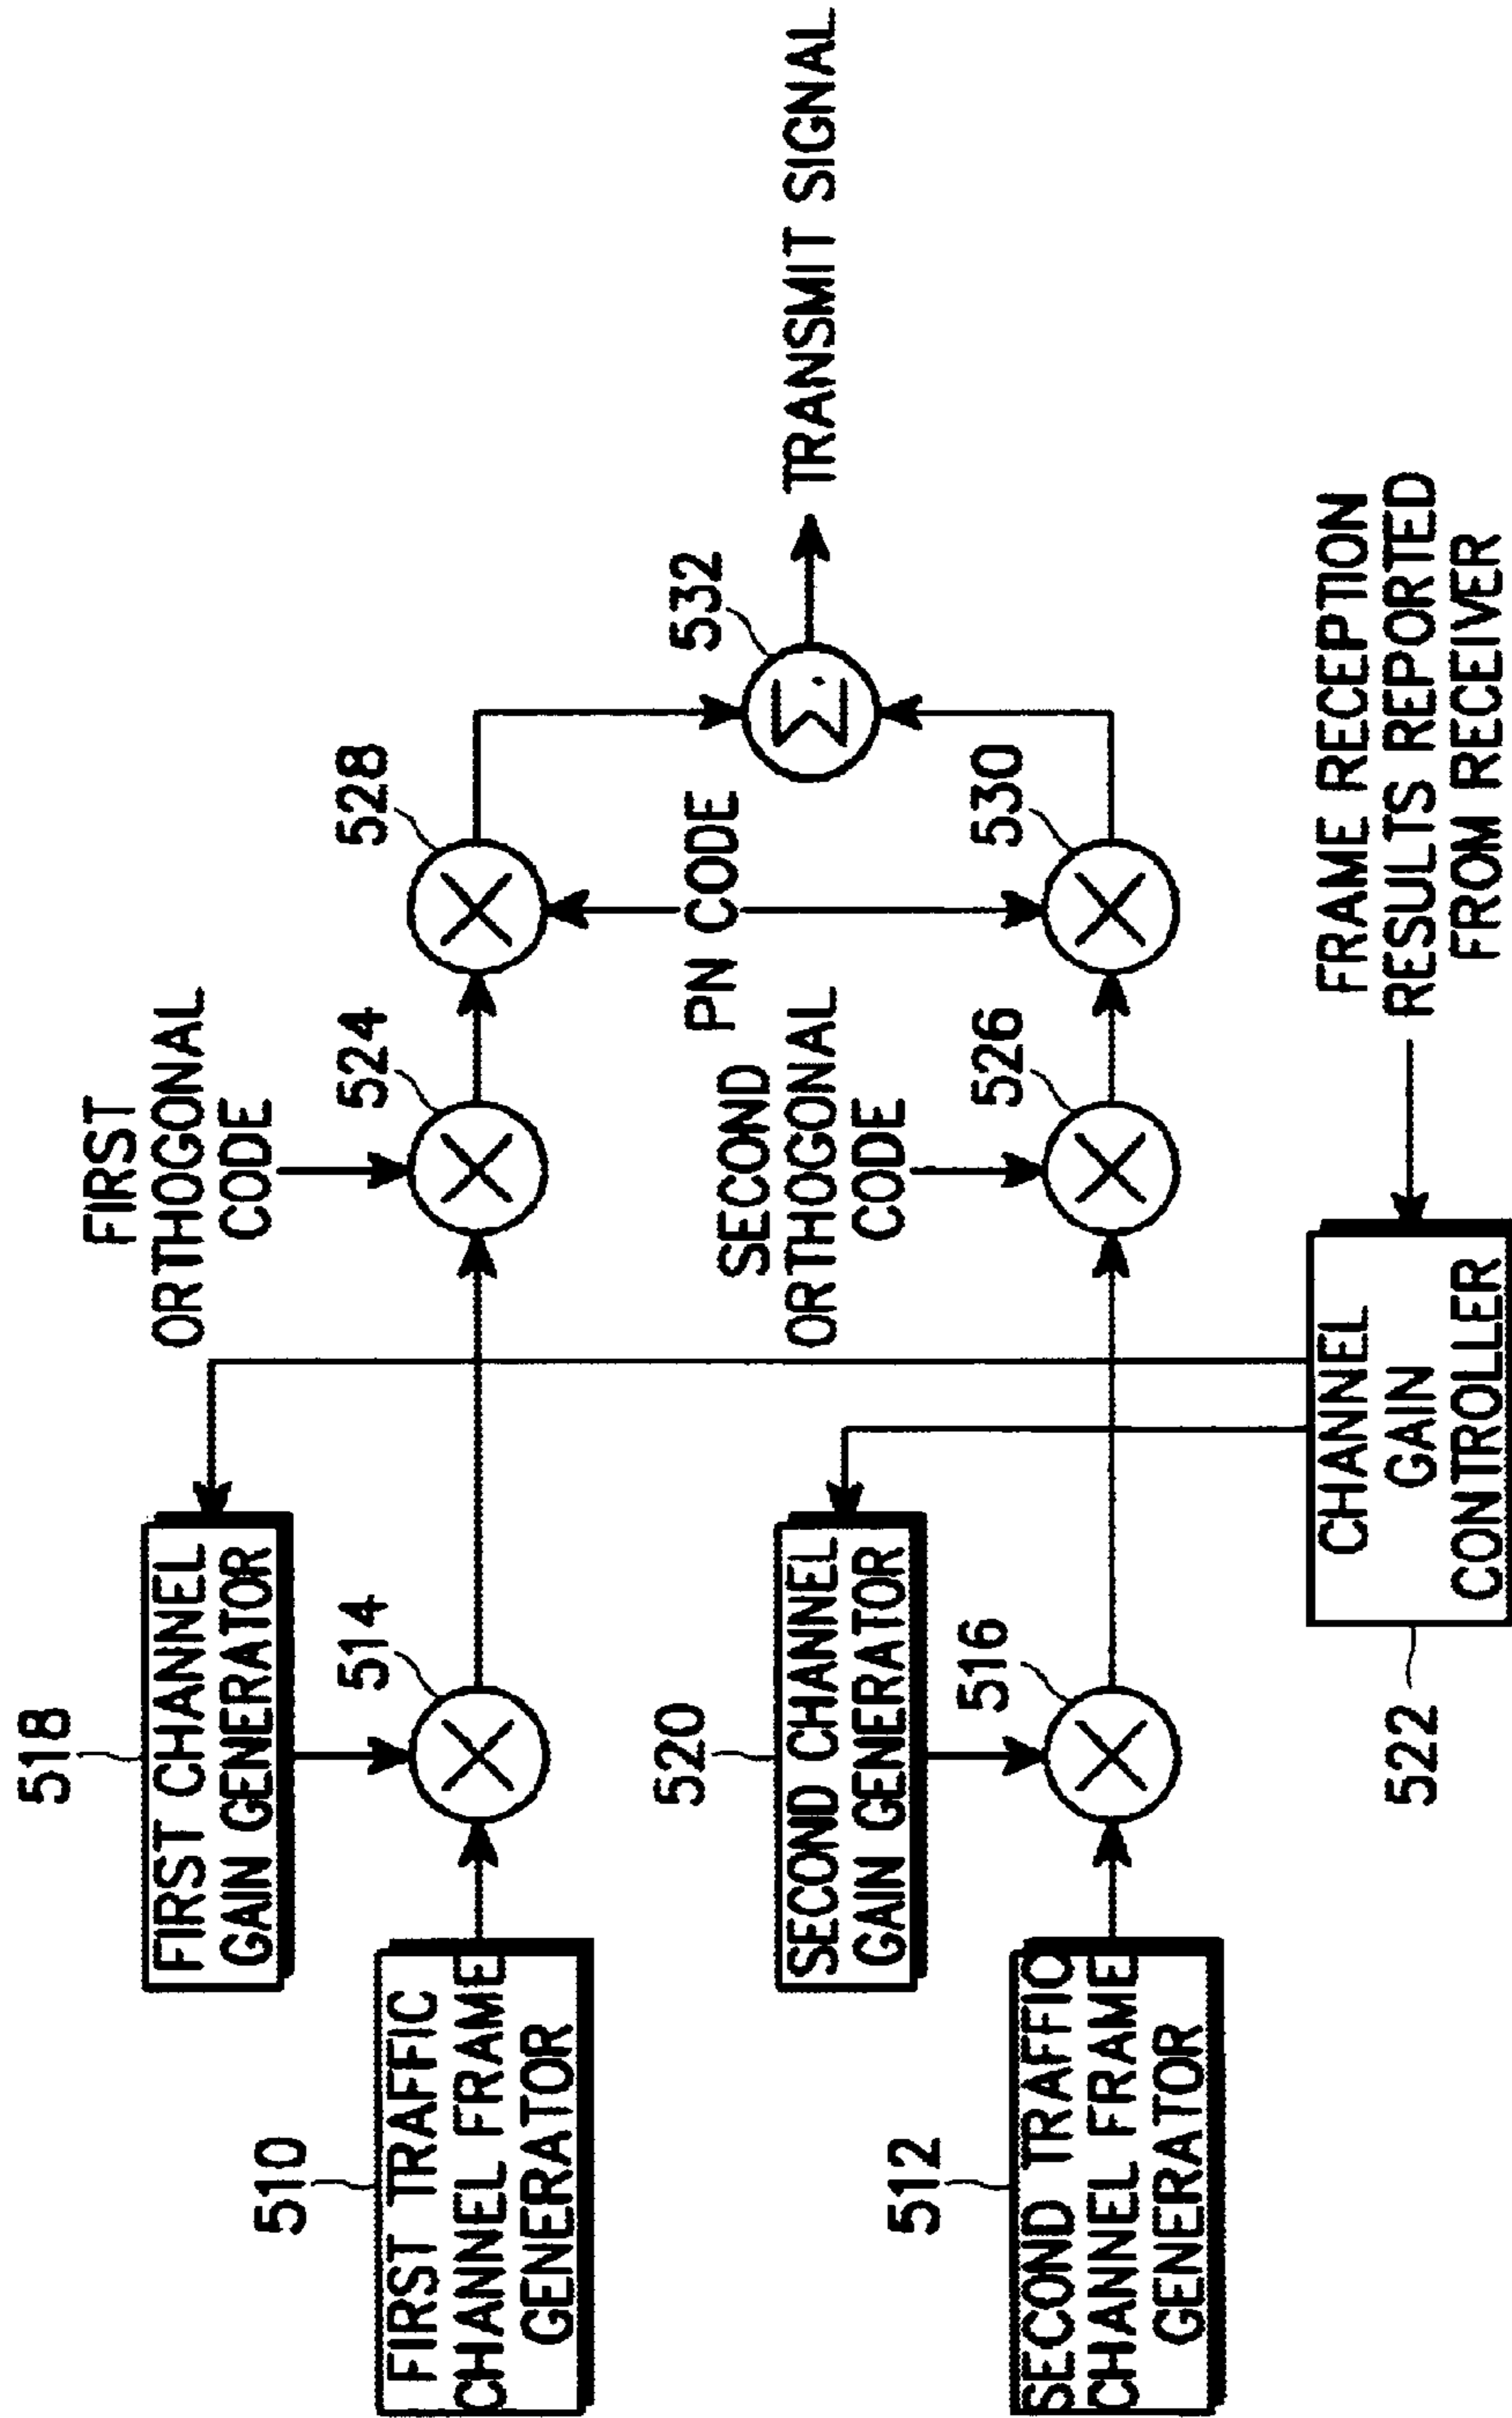 518
FIRST CHANNEL
GAIN GENERATOR
FIRST
ORTHOGONAL
CODE
510
FIRST TRAFFIC
CHANNEL FRAME
GENERATOR
514
524
528
532
Σ
TRANSMIT SIGNAL
PN CODE
520
SECOND CHANNEL
GAIN GENERATOR
SECOND
ORTHOGONAL
CODE
512
SECOND TRAFFIC
CHANNEL FRAME
GENERATOR
516
526
530
522
CHANNEL
GAIN
CONTROLLER
FRAME RECEPTION
RESULTS REPORTED
FROM RECEIVER